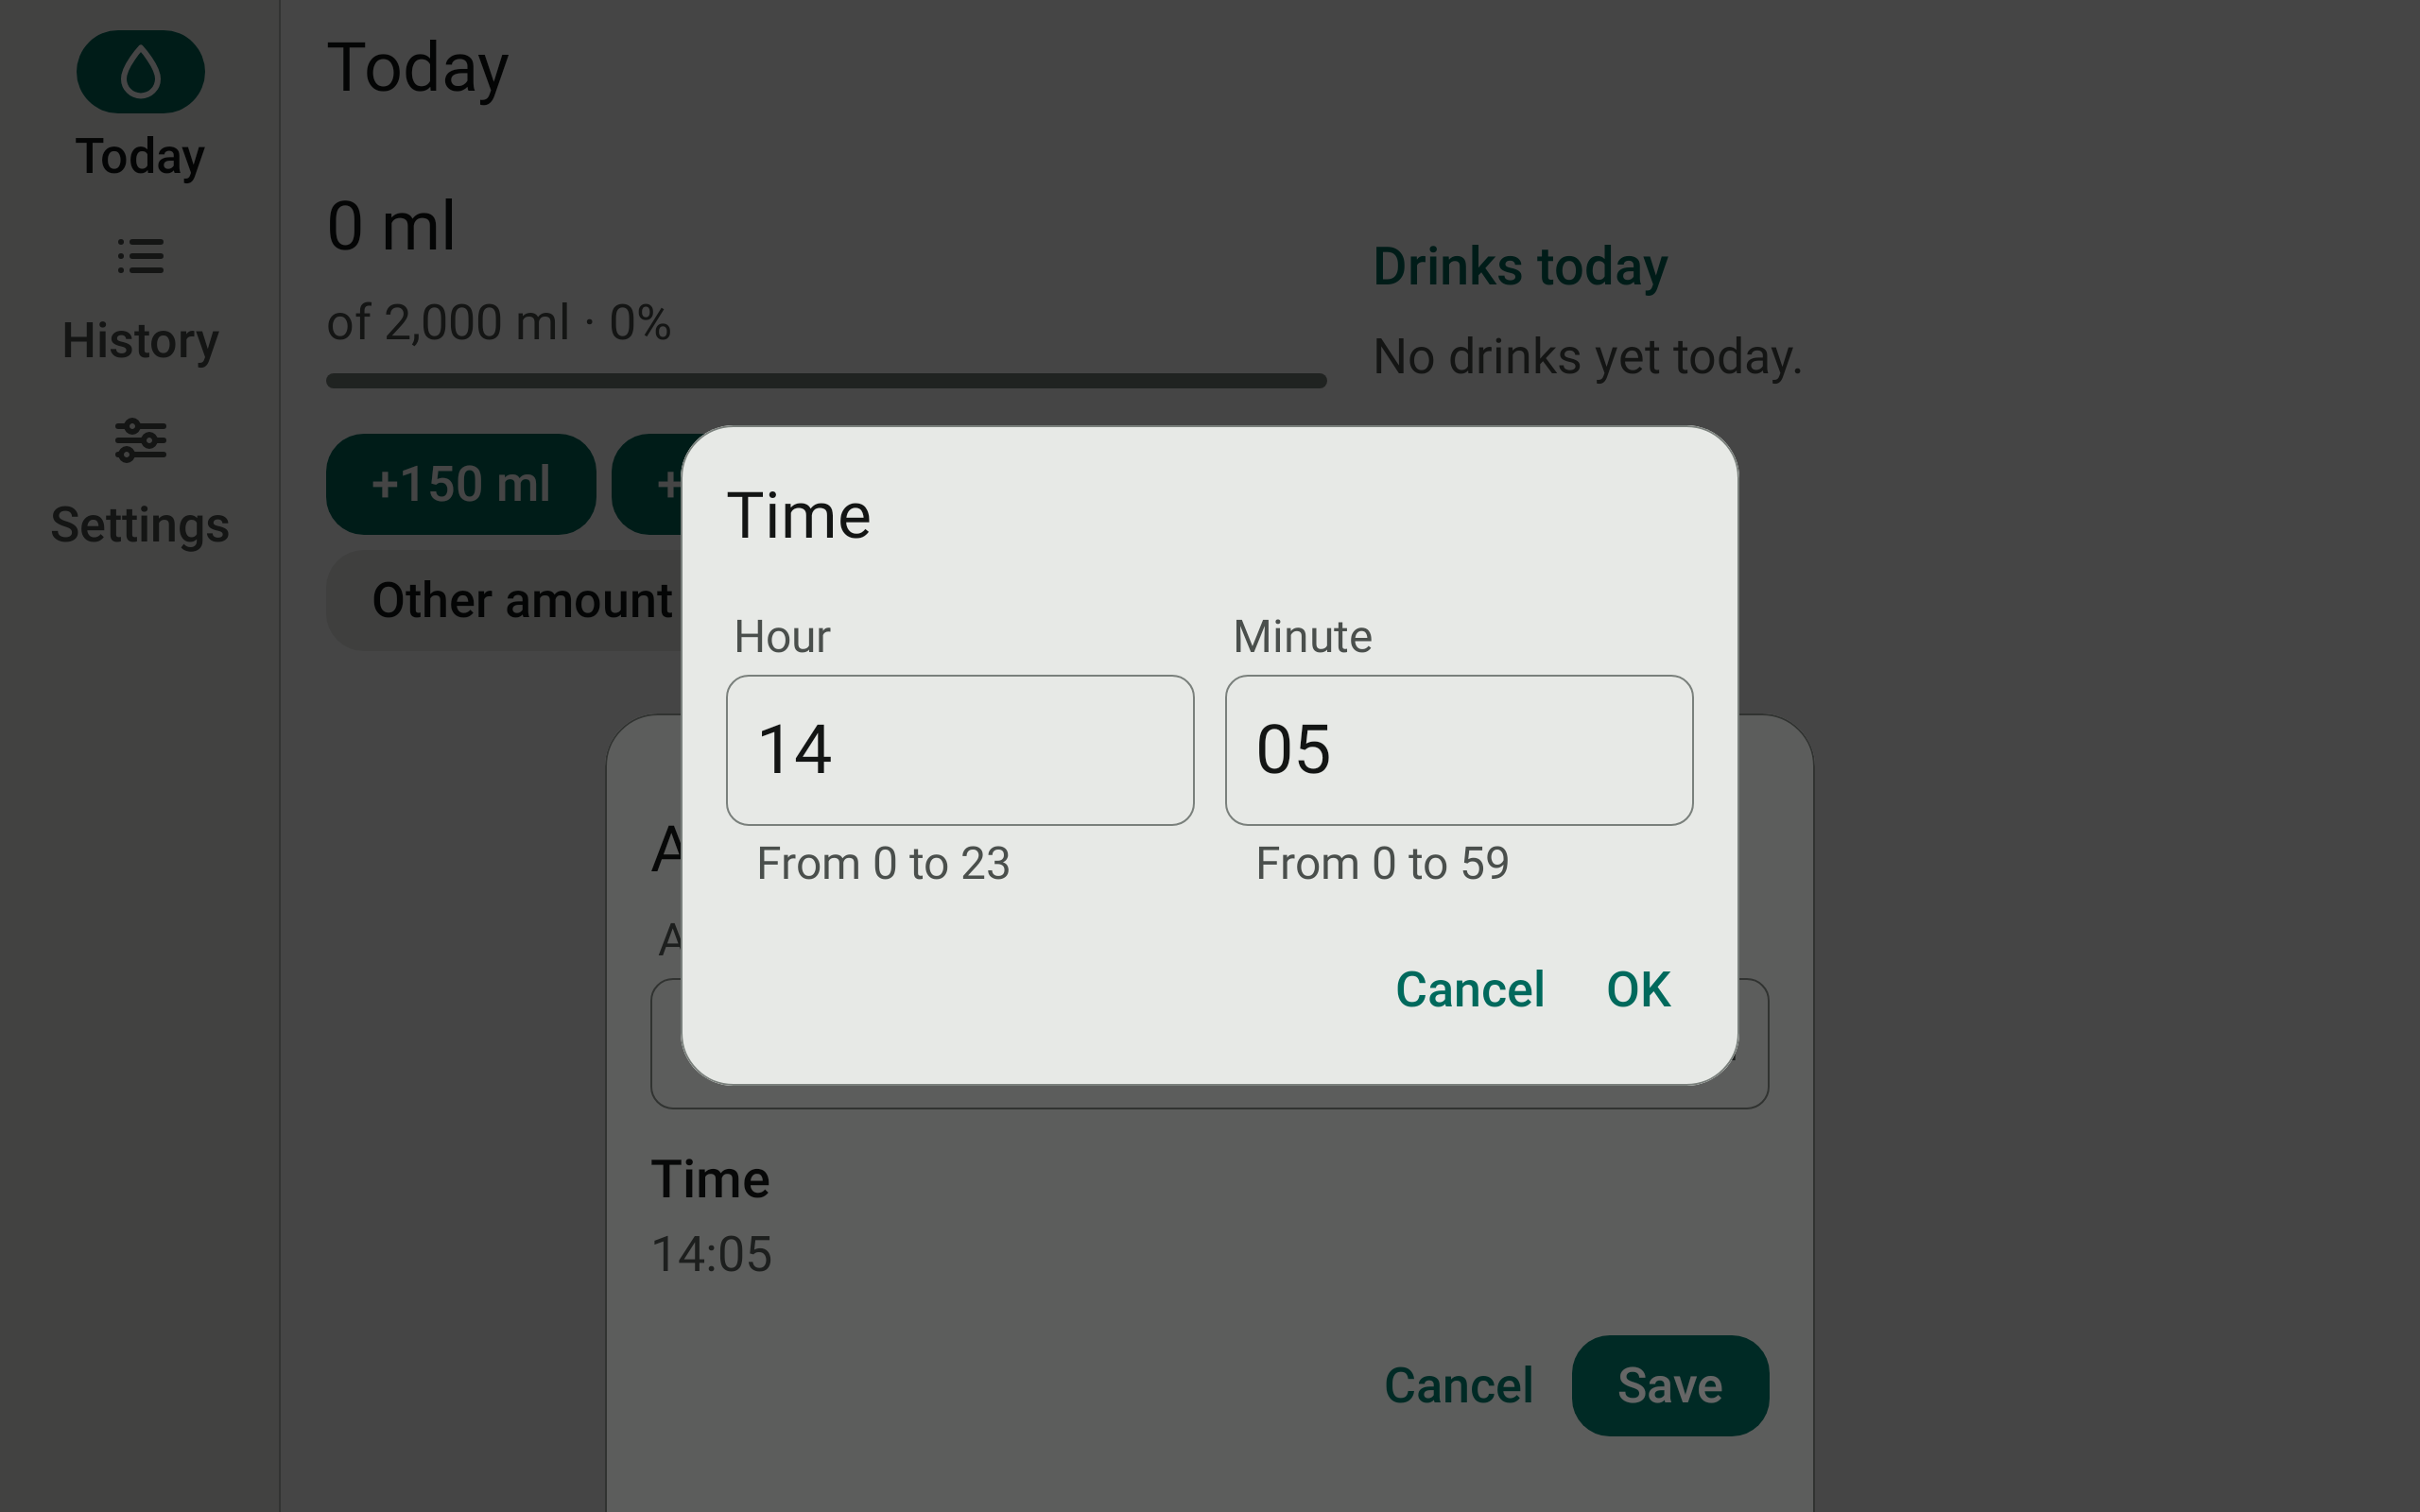 Today
History
Settings
Today
0 ml
of 2,000 ml · 0%
+150 ml
Other amount
Drinks today
No drinks yet today.
Time
Hour
14
From 0 to 23
Minute
05
From 0 to 59
Cancel
OK
Time
14:05
Cancel
Save